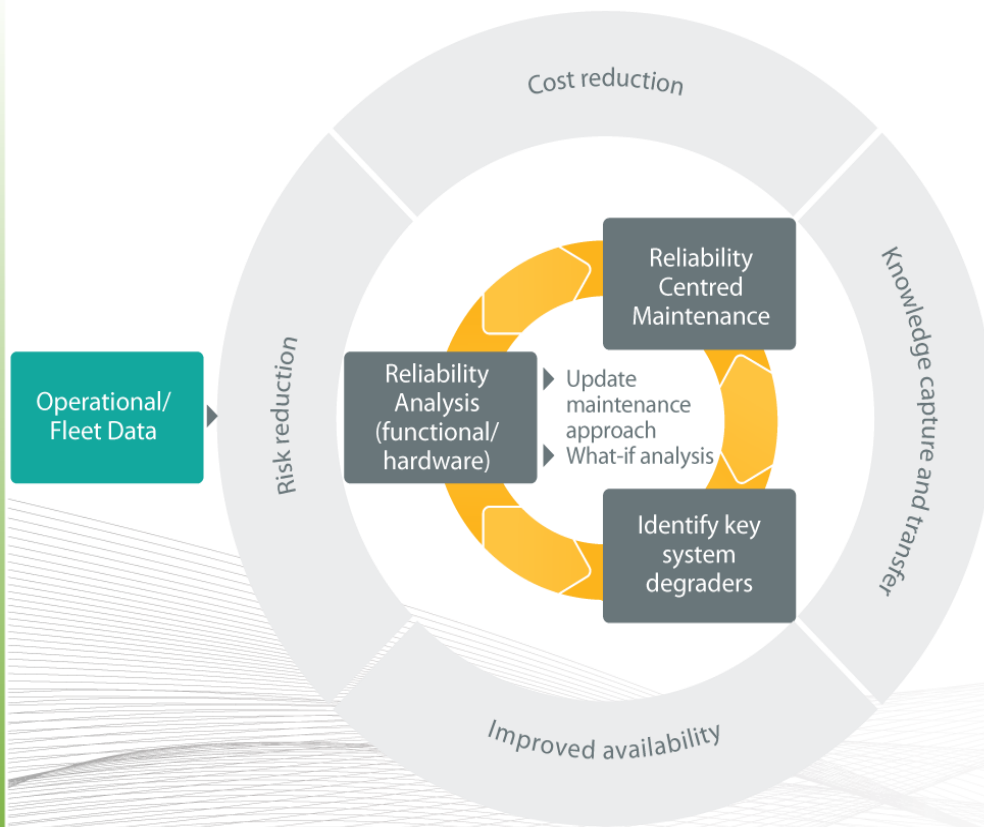 Cost reduction
Reliability
Centred
Maintenance
Knowledge capture and transfer
Risk reduction
Operational/
Fleet Data
Reliability
Analysis
(functional/
hardware)
Update
maintenance
approach
What-if analysis
Identify key
system
degraders
Improved availability